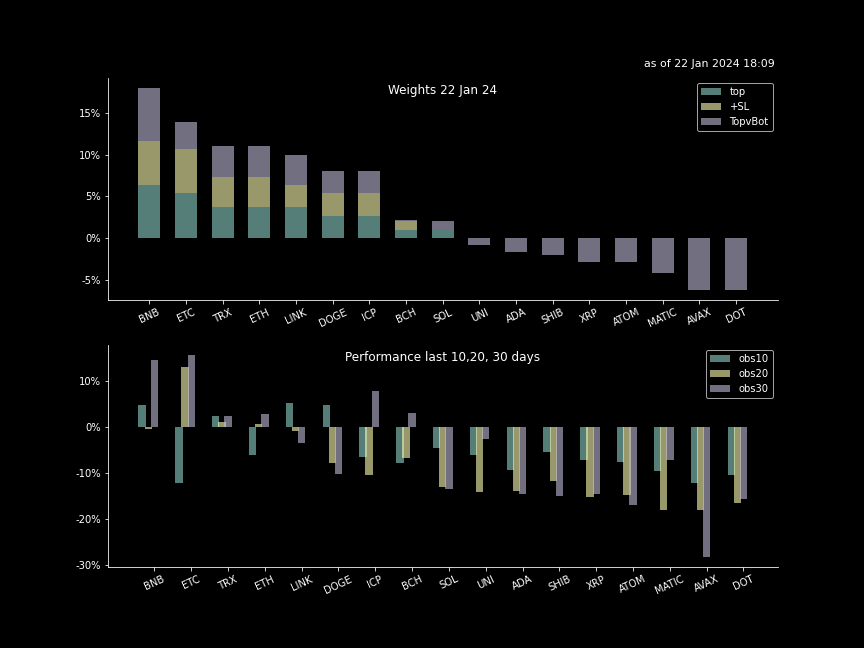 as of 22 Jan 2024 18:09
Weights 22 Jan 24
top
+SL
TopvBot
15%
10%
5%
0%
-5%
BNB ETC TRX ETH LINK DOGE ICP BCH SOL UNI ADA SHIB XRP ATOM MATIC AVAX DOT
Performance last 10,20, 30 days
obs10
obs20
obs30
10%
0%
-10%
-20%
-30%
BNB ETC TRX ETH LINK DOGE ICP BCH SOL UNI ADA SHIB XRP ATOM MATIC AVAX DOT